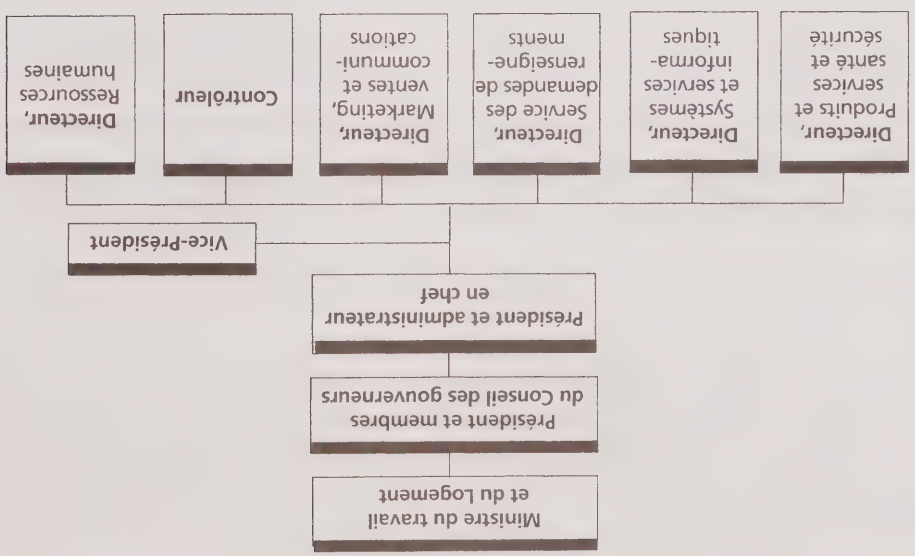 Ministre du travail
et du Logement
Président et membres
du Conseil des gouverneurs
Président et administrateur
en chef
Vice-Président
Directeur,
Produits et
services
santé et
sécurité
Directeur,
Systèmes
et services
informa-
tiques
Directeur,
Service des
demandes de
renseigne-
ments
Directeur,
Marketing,
ventes et
communi-
cations
Contrôleur
Directeur,
Ressources
humaines